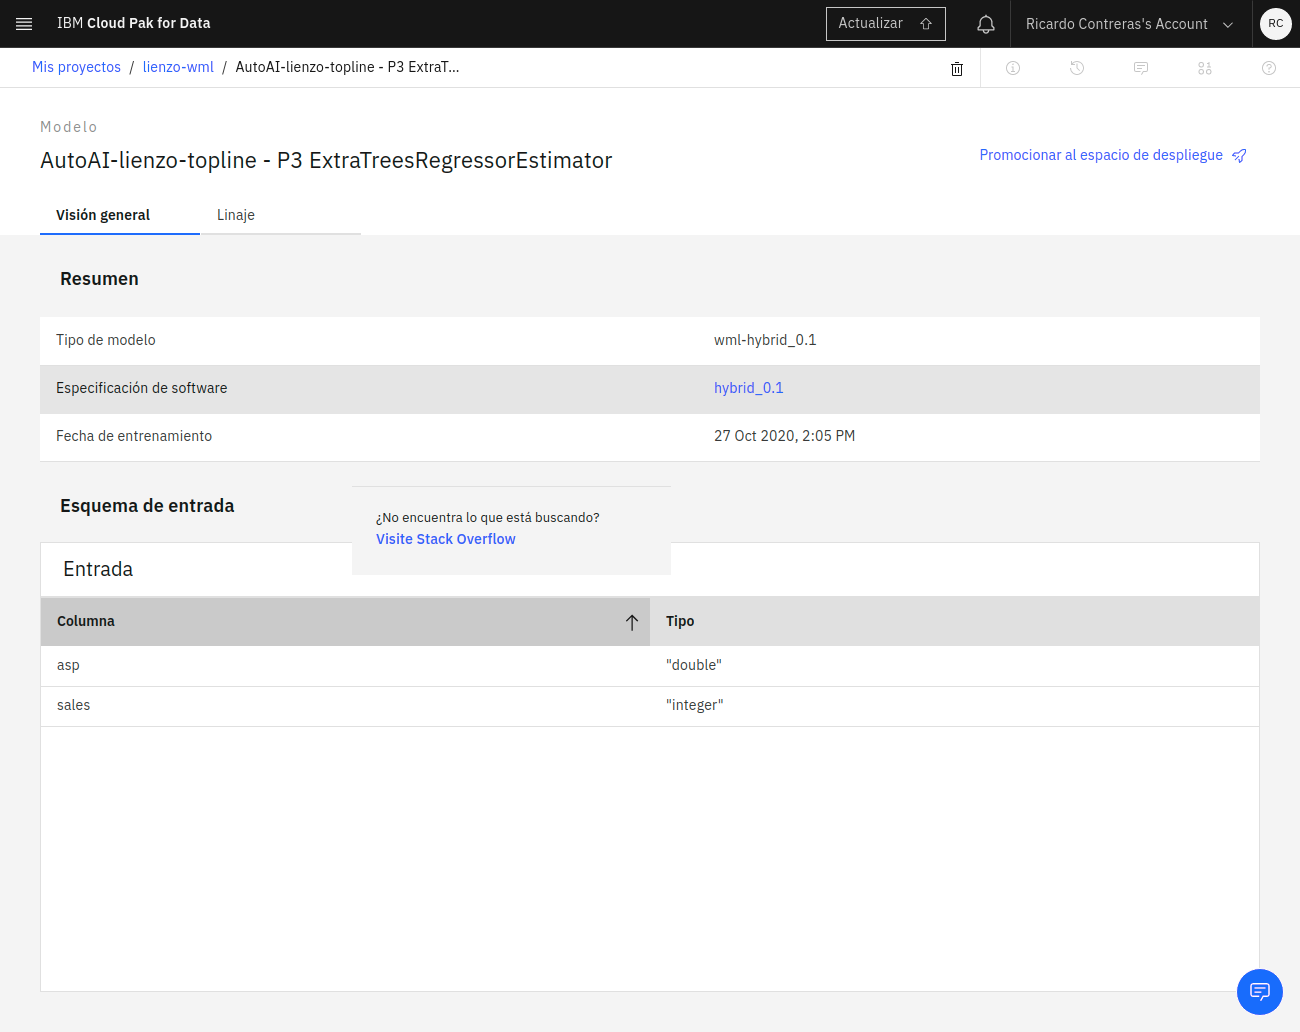 IBM Cloud Pak for Data
Actualizar
Ricardo Contreras's Account
RC
Mis proyectos / lienzo-wml / AutoAI-lienzo-topline - P3 ExtraT...
Modelo
AutoAI-lienzo-topline - P3 ExtraTreesRegressorEstimator
Promocionar al espacio de despliegue
Visión general
Linaje
Resumen
Tipo de modelo
wml-hybrid_0.1
Especificación de software
hybrid_0.1
Fecha de entrenamiento
27 Oct 2020, 2:05 PM
Esquema de entrada
¿No encuentra lo que está buscando?
Visite Stack Overflow
Entrada
Columna
Tipo
asp
"double"
sales
"integer"